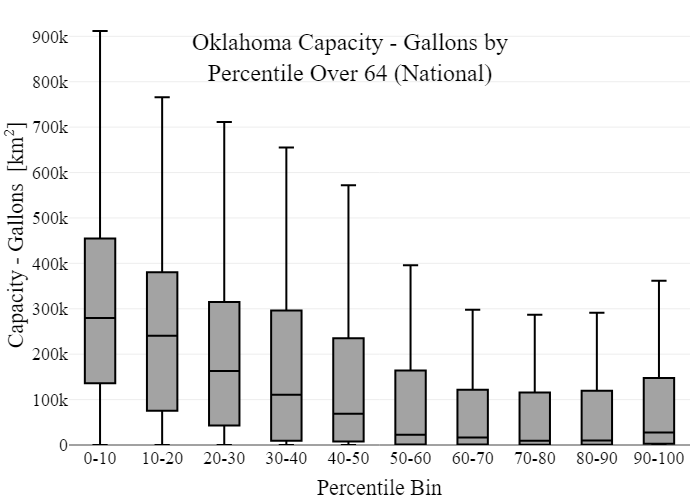 Oklahoma Capacity - Gallons by
Percentile Over 64 (National)
Capacity - Gallons [km²]
900k
800k
700k
600k
500k
400k
300k
200k
100k
0
0-10 10-20 20-30 30-40 40-50 50-60 60-70 70-80 80-90 90-100
Percentile Bin